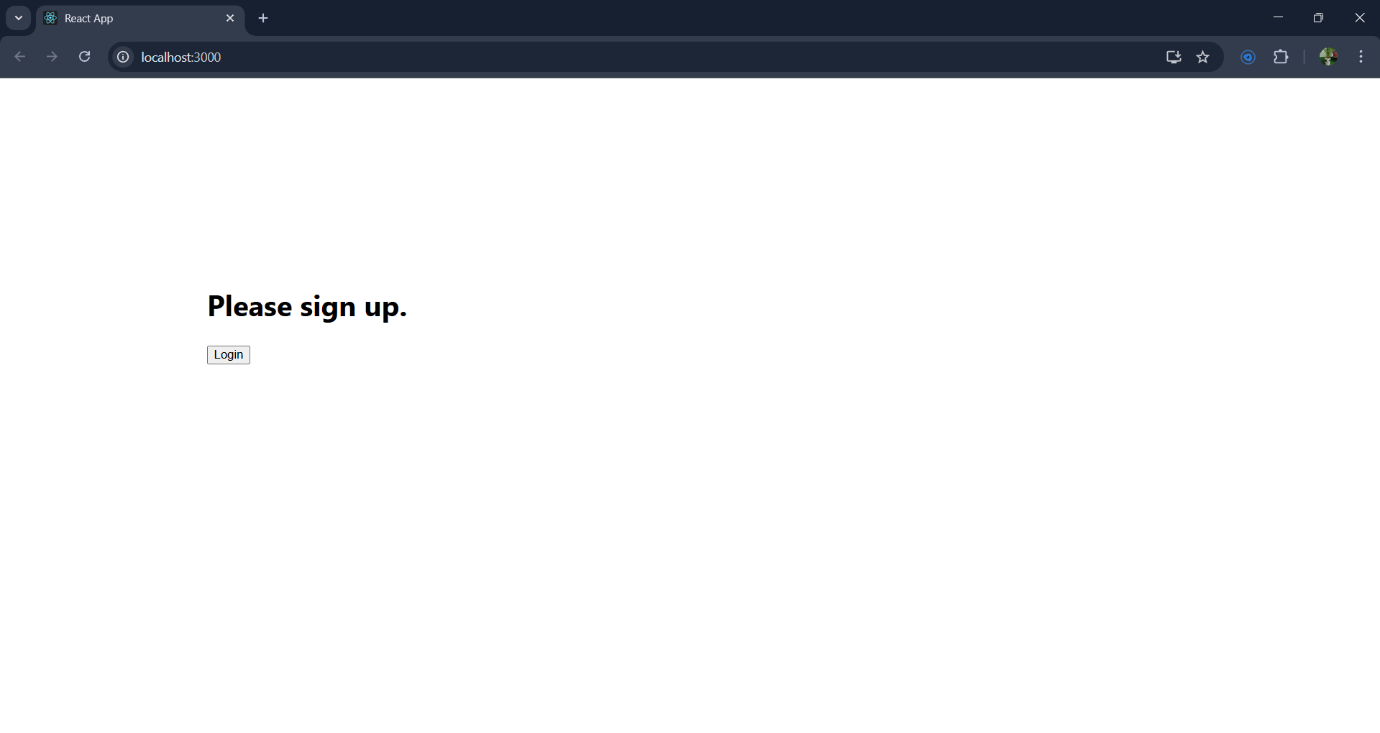 React App
localhost:3000
Please sign up.
Login